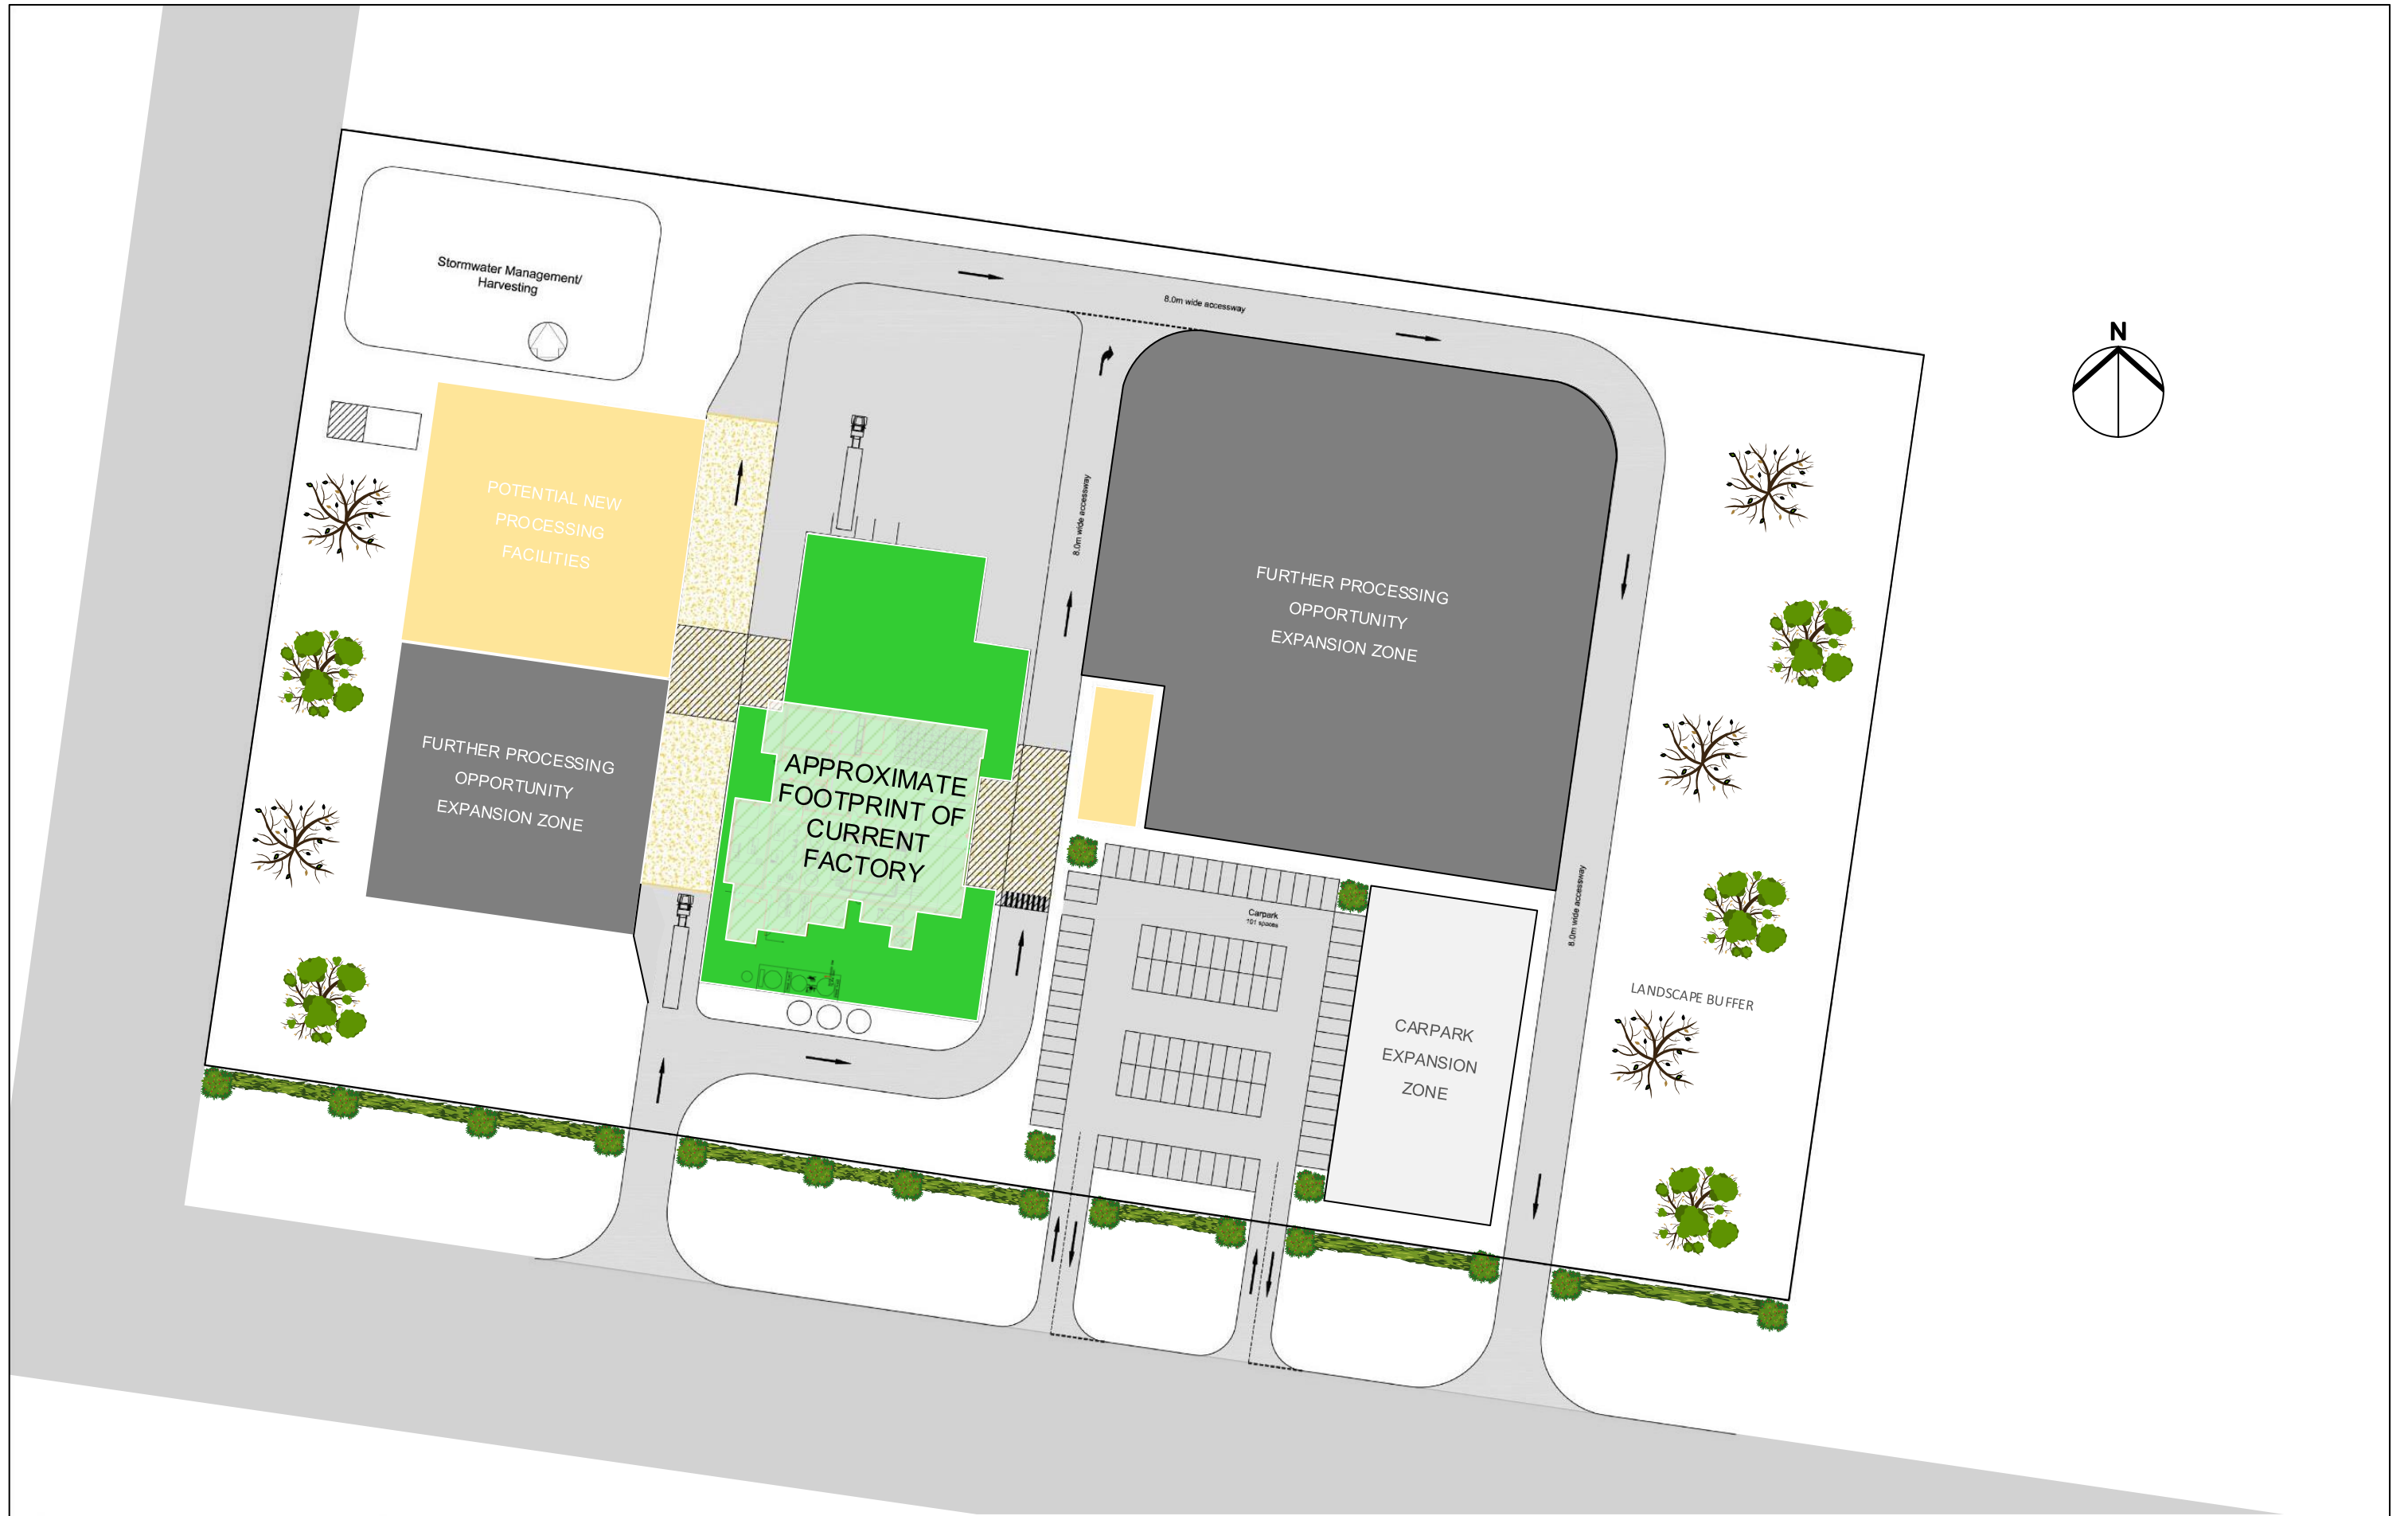 N
Stormwater Management/
Harvesting
8.0m wide accessway
8.0m wide accessway
POTENTIAL NEW
PROCESSING
FACILITIES
FURTHER PROCESSING
OPPORTUNITY
EXPANSION ZONE
FURTHER PROCESSING
OPPORTUNITY
EXPANSION ZONE
APPROXIMATE
FOOTPRINT OF
CURRENT
FACTORY
Carpark
101 spaces
8.0m wide accessway
LANDSCAPE BUFFER
CARPARK
EXPANSION
ZONE